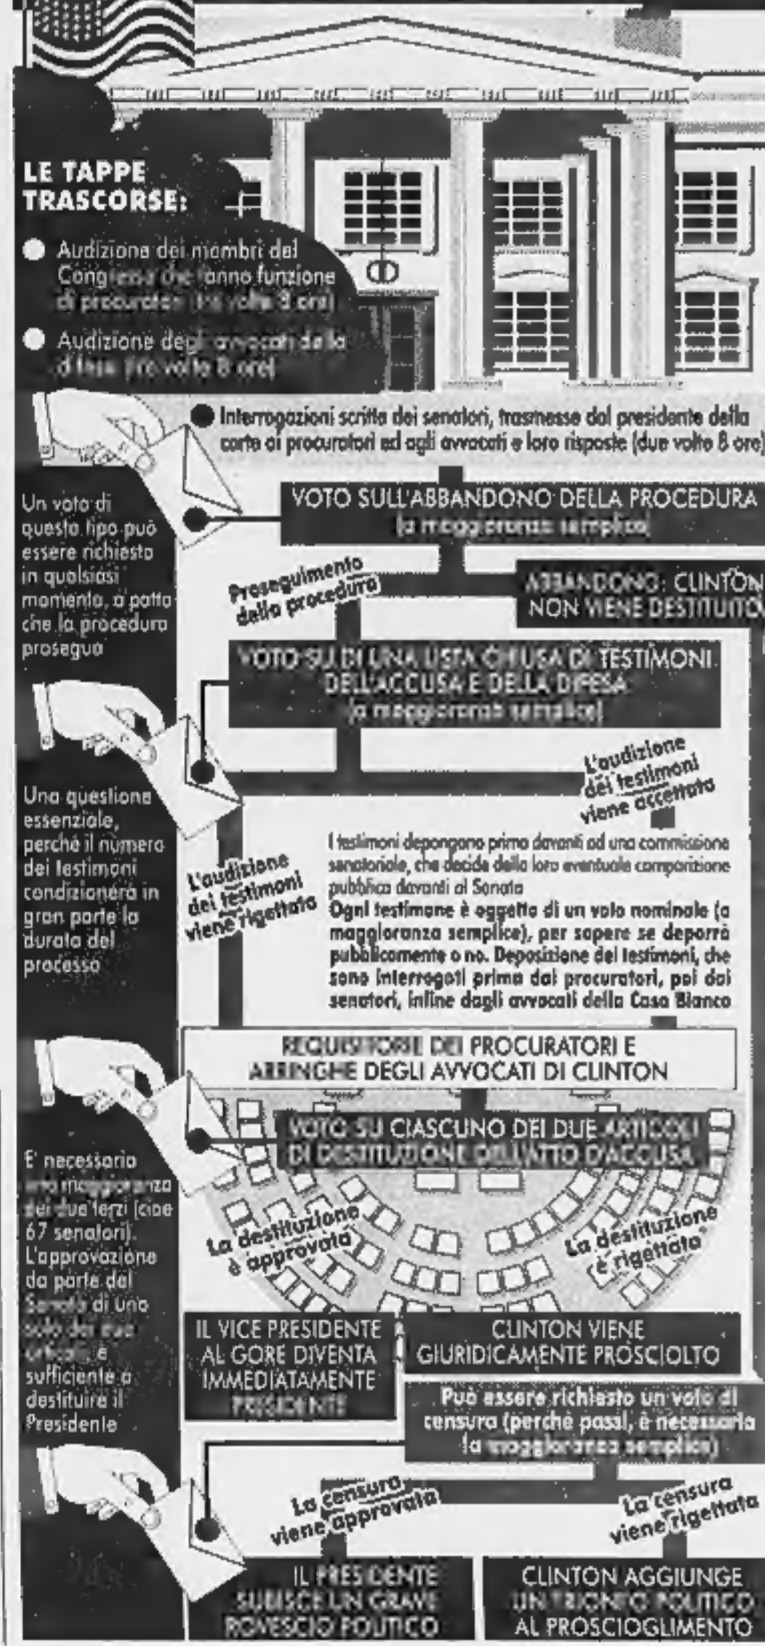 LE TAPPE
TRASCORSE:
Audizione dei membri del
Congresso che fanno funzione
di procuratori (tre volte 8 ore)
Audizione degli avvocati della
difesa (tre volte 8 ore)
Interrogazioni scritte dei senatori, trasmesse dal presidente della
corte ai procuratori ed agli avvocati e loro risposte (due volte 8 ore)
Un voto di
questo tipo può
essere richiesto
in qualsiasi
momento, a patto
che la procedura
prosegua
VOTO SULL'ABBANDONO DELLA PROCEDURA
(a maggioranza semplice)
Proseguimento
della procedura
ABBANDONO: CLINTON
NON VIENE DESTITUITO
VOTO SU DI UNA LISTA CHIUSA DI TESTIMONI
DELL'ACCUSA E DELLA DIFESA
(a maggioranza semplice)
Una questione
essenziale,
perché il numero
dei testimoni
condizionerà in
gran parte la
durata del
processo
L'audizione
dei testimoni
viene rigettata
L'audizione
dei testimoni
viene accettata
I testimoni depongono prima davanti ad una commissione
senatoriale, che decide della loro eventuale comparizione
pubblica davanti al Senato
Ogni testimone è oggetto di un voto nominale (a
maggioranza semplice), per sapere se deporrà
pubblicamente o no. Deposizione dei testimoni, che
sono interrogati prima dai procuratori, poi dai
senatori, infine dagli avvocati della Casa Bianca
REQUISITORIE DEI PROCURATORI E
ARRINGHE DEGLI AVVOCATI DI CLINTON
VOTO SU CIASCUNO DEI DUE ARTICOLI
DI DESTITUZIONE DELL'ATTO D'ACCUSA
E' necessaria
una maggioranza
dei due terzi (cioè
67 senatori).
L'approvazione
da parte del
Senato di uno
solo dei due
articoli, è
sufficiente a
destituire il
Presidente
La destituzione
è approvata
La destituzione
è rigettata
IL VICE PRESIDENTE
AL GORE DIVENTA
IMMEDIATAMENTE
PRESIDENTE
CLINTON VIENE
GIURIDICAMENTE PROSCIOLTO
Può essere richiesto un voto di
censura (perché passi, è necessaria
la maggioranza semplice)
La censura
viene approvata
La censura
viene rigettata
IL PRESIDENTE
SUBISCE UN GRAVE
ROVESCIO POLITICO
CLINTON AGGIUNGE
UN TRIONFO POLITICO
AL PROSCIOGLIMENTO